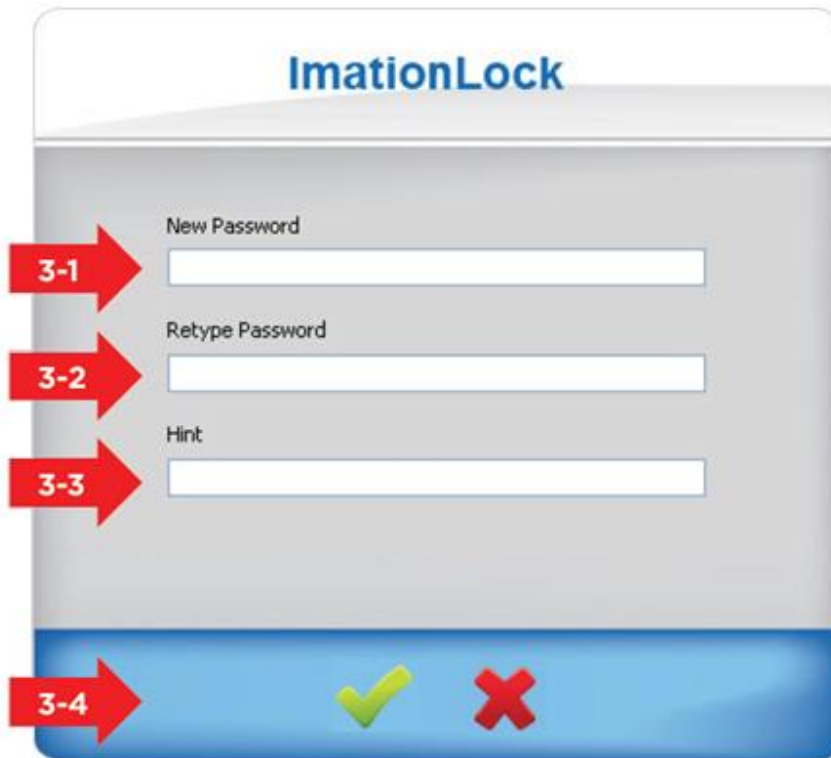 ImationLock
New Password
3-1
Retype Password
3-2
Hint
3-3
3-4